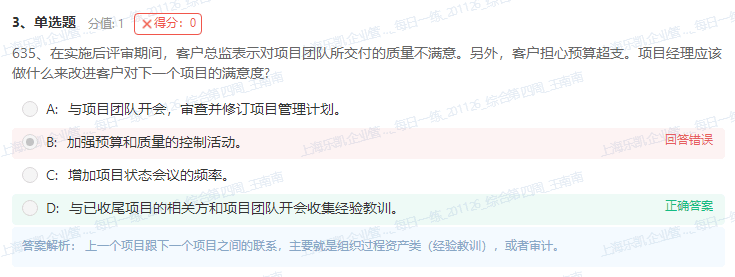 3、单选题 分值: 1 ✕得分：0
635、在实施后评审期间，客户总监表示对项目团队所交付的质量不满意。另外，客户担心预算超支。项目经理应该
做什么来改进客户对下一个项目的满意度?
A: 与项目团队开会，审查并修订项目管理计划。
B: 加强预算和质量的控制活动。 回答错误
C: 增加项目状态会议的频率。
D: 与已收尾项目的相关方和项目团队开会收集经验教训。 正确答案
答案解析： 上一个项目跟下一个项目之间的联系，主要就是组织过程资产类（经验教训），或者审计。